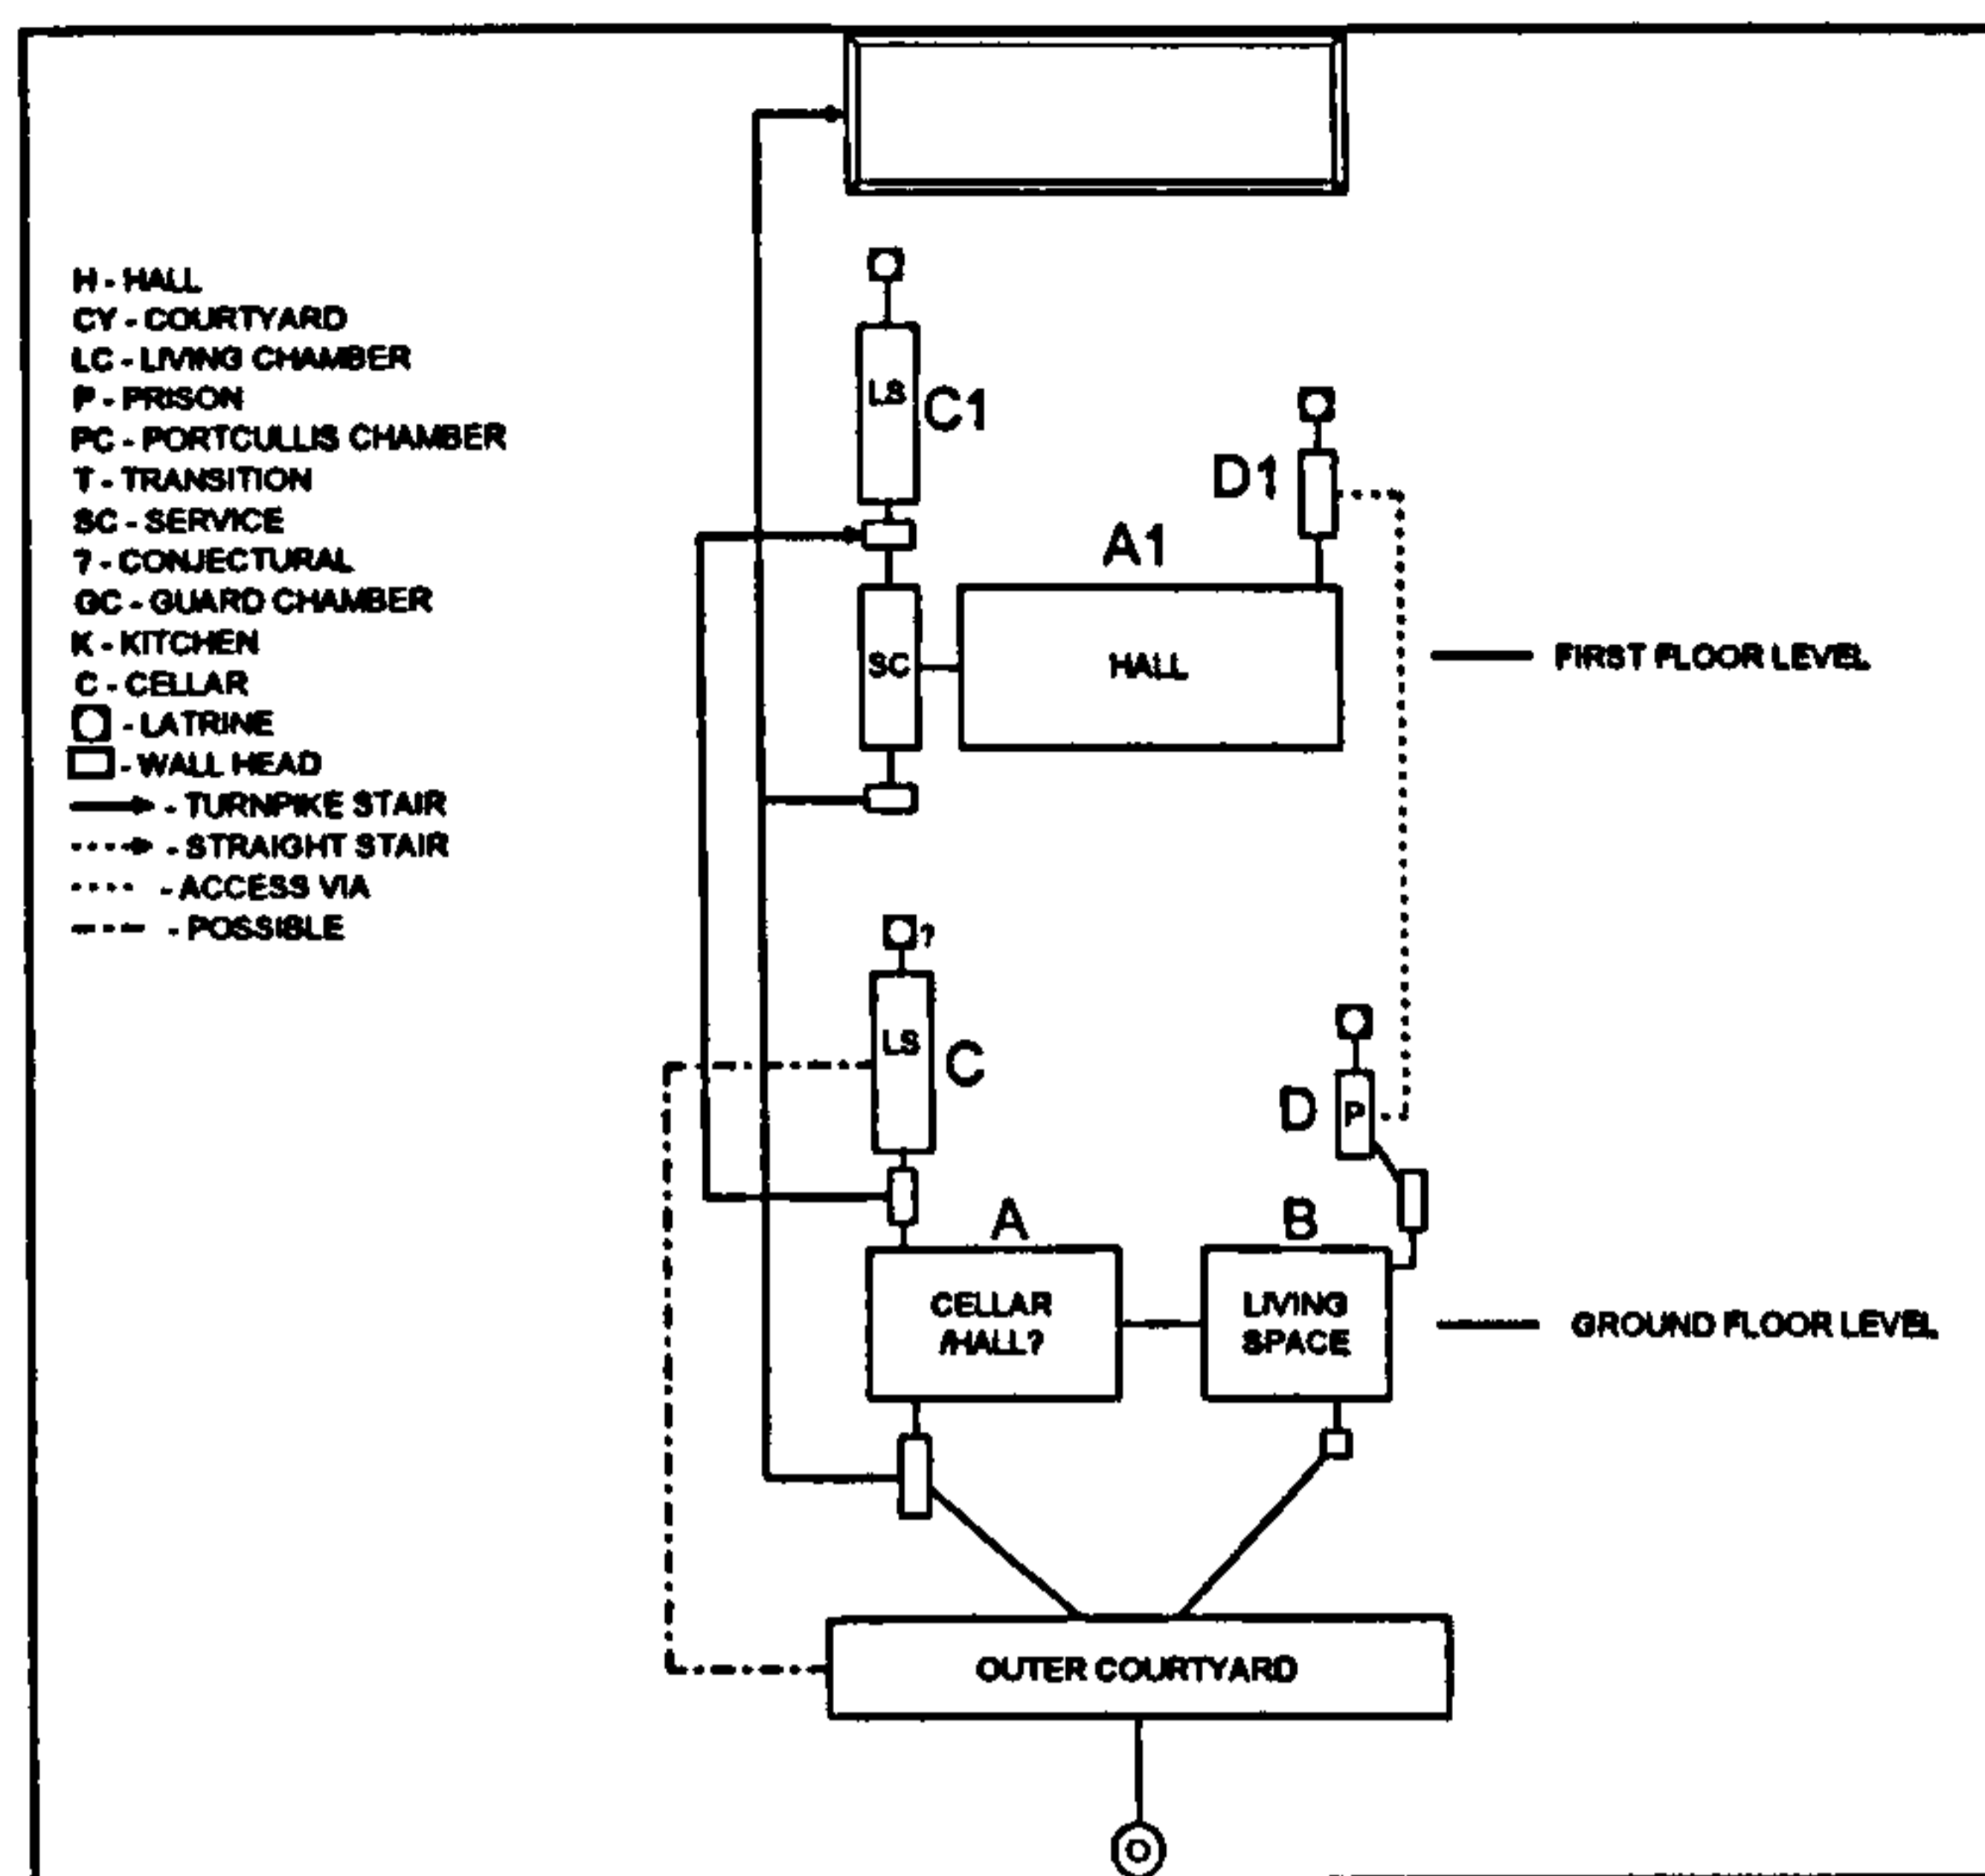 H - HALL
CY - COURTYARD
LC - LIVING CHAMBER
P - PRISON
PC - PORTCULLIS CHAMBER
T - TRANSITION
SC - SERVICE
? - CONJECTURAL
GC - GUARD CHAMBER
K - KITCHEN
C - CELLAR
- LATRINE
- WALL HEAD
- TURNPIKE STAIR
- STRAIGHT STAIR
- ACCESS VIA
- POSSIBLE
LS
C1
D1
A1
SC
HALL
FIRST FLOOR LEVEL
?
LS
C
D
P
A
B
CELLAR
/HALL?
LIVING
SPACE
GROUND FLOOR LEVEL
OUTER COURTYARD